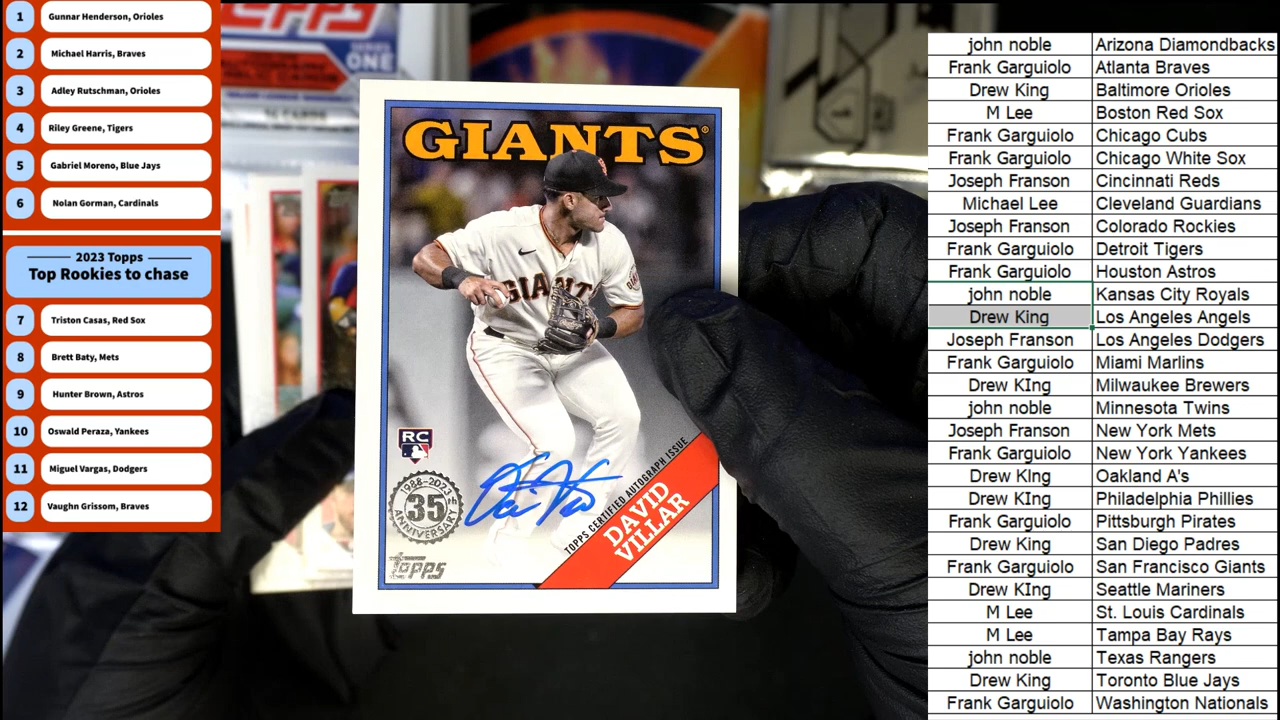 1 Gunnar Henderson, Orioles
2 Michael Harris, Braves
3 Adley Rutschman, Orioles
4 Riley Greene, Tigers
5 Gabriel Moreno, Blue Jays
6 Nolan Gorman, Cardinals
2023 Topps
Top Rookies to chase
7 Triston Casas, Red Sox
8 Brett Baty, Mets
9 Hunter Brown, Astros
10 Oswald Peraza, Yankees
11 Miguel Vargas, Dodgers
12 Vaughn Grissom, Braves
SERIES
ONE
GIANTS
GIANTS
RC
1988-2023
35th
ANNIVERSARY
Topps
TOPPS CERTIFIED AUTOGRAPH ISSUE
DAVID
VILLAR
john noble Arizona Diamondbacks
Frank Garguiolo Atlanta Braves
Drew King Baltimore Orioles
M Lee Boston Red Sox
Frank Garguiolo Chicago Cubs
Frank Garguiolo Chicago White Sox
Joseph Franson Cincinnati Reds
Michael Lee Cleveland Guardians
Joseph Franson Colorado Rockies
Frank Garguiolo Detroit Tigers
Frank Garguiolo Houston Astros
john noble Kansas City Royals
Drew King Los Angeles Angels
Joseph Franson Los Angeles Dodgers
Frank Garguiolo Miami Marlins
Drew KIng Milwaukee Brewers
john noble Minnesota Twins
Joseph Franson New York Mets
Frank Garguiolo New York Yankees
Drew King Oakland A's
Drew KIng Philadelphia Phillies
Frank Garguiolo Pittsburgh Pirates
Drew King San Diego Padres
Frank Garguiolo San Francisco Giants
Drew KIng Seattle Mariners
M Lee St. Louis Cardinals
M Lee Tampa Bay Rays
john noble Texas Rangers
Drew King Toronto Blue Jays
Frank Garguiolo Washington Nationals